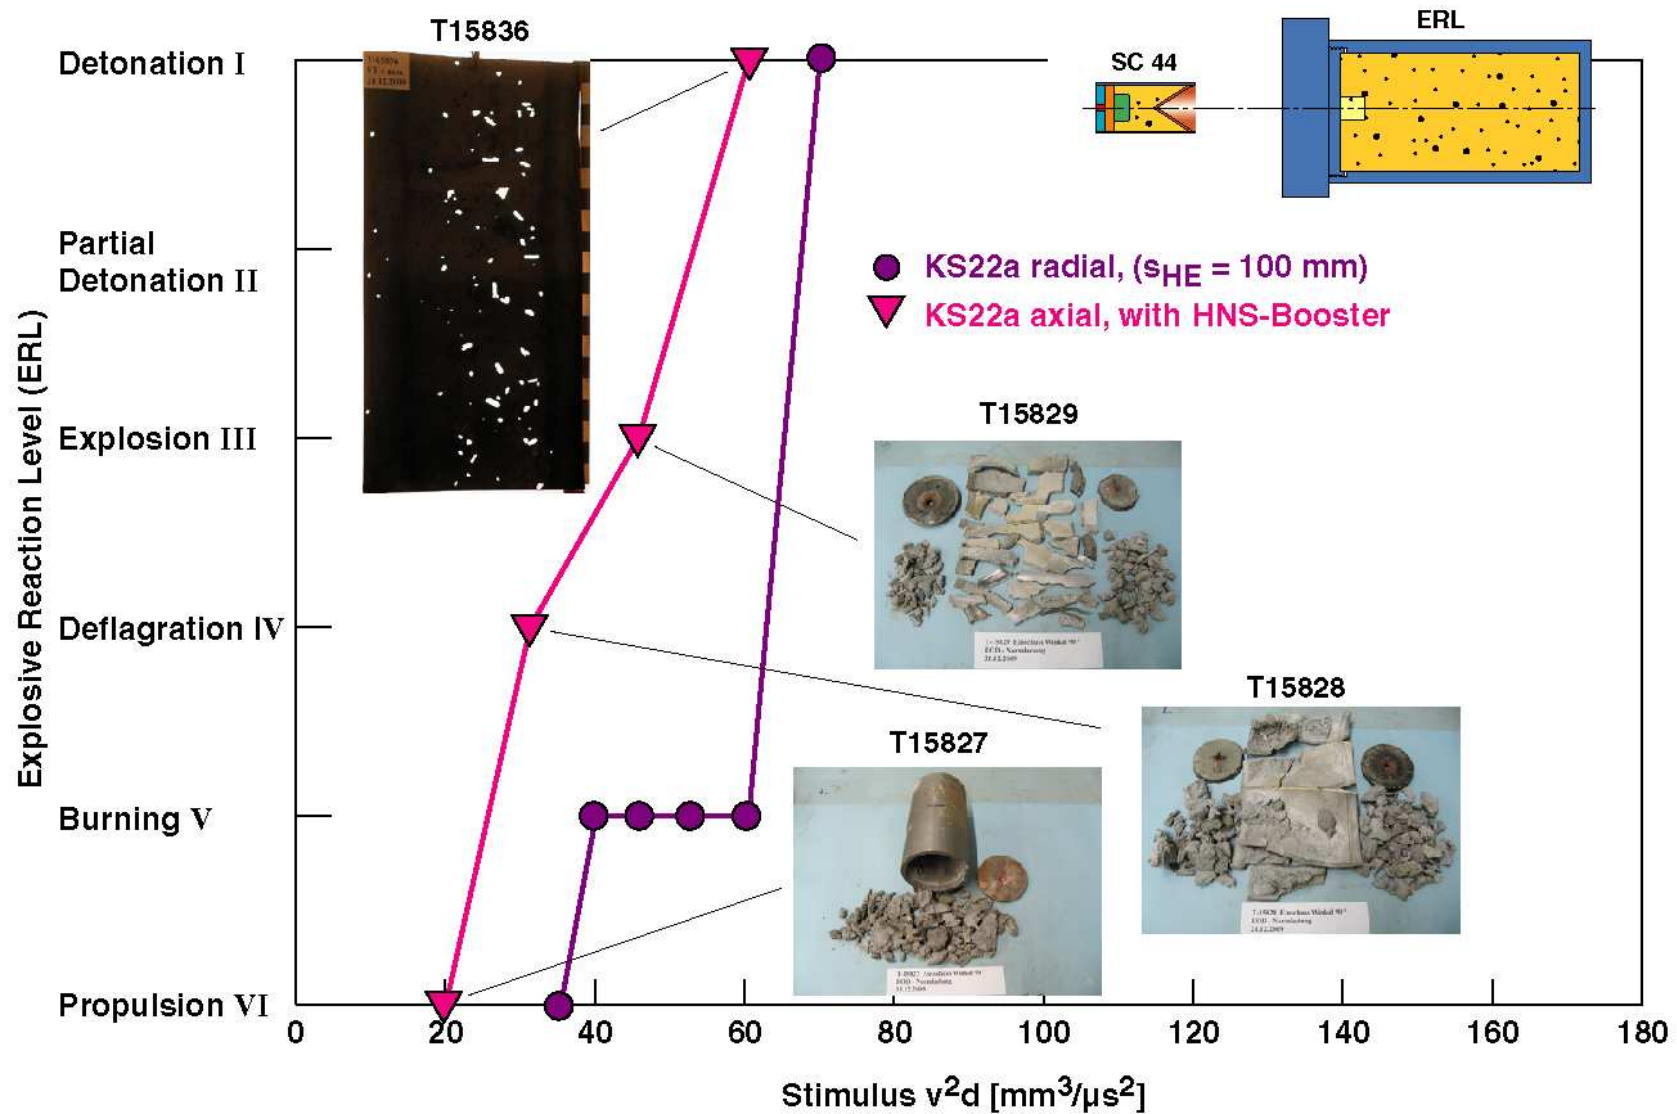 T15836
ERL
SC 44
Detonation I
Partial
Detonation II
KS22a radial, (sHE = 100 mm)
KS22a axial, with HNS-Booster
Explosive Reaction Level (ERL)
Explosion III
T15829
Deflagration IV
T15828
T15827
Burning V
Propulsion VI
0 20 40 60 80 100 120 140 160 180
Stimulus v²d [mm³/µs²]